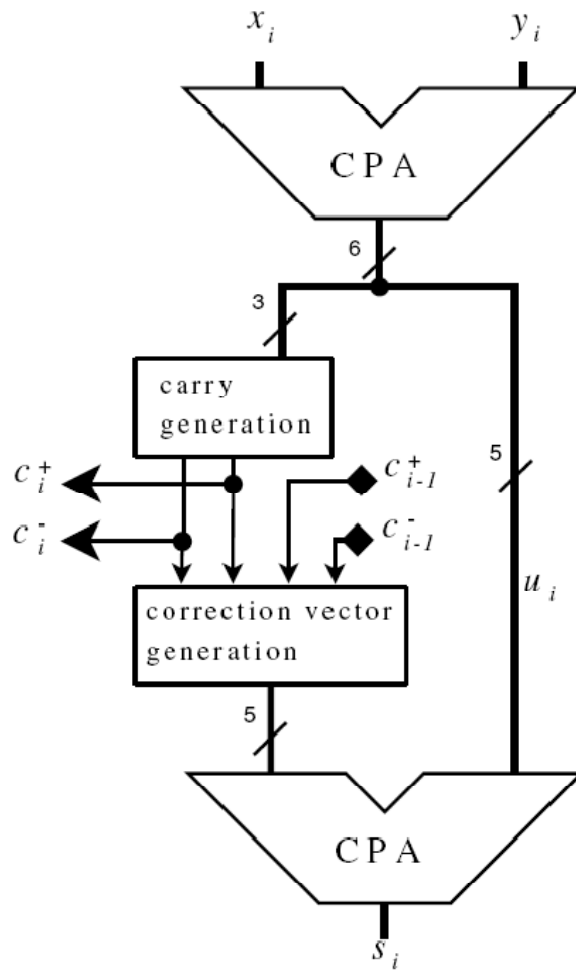 x_i y_i
CPA
6
3
carry
generation
5
c_i^+
c_{i-1}^+
c_i^-
c_{i-1}^-
u_i
correction vector
generation
5
CPA
s_i